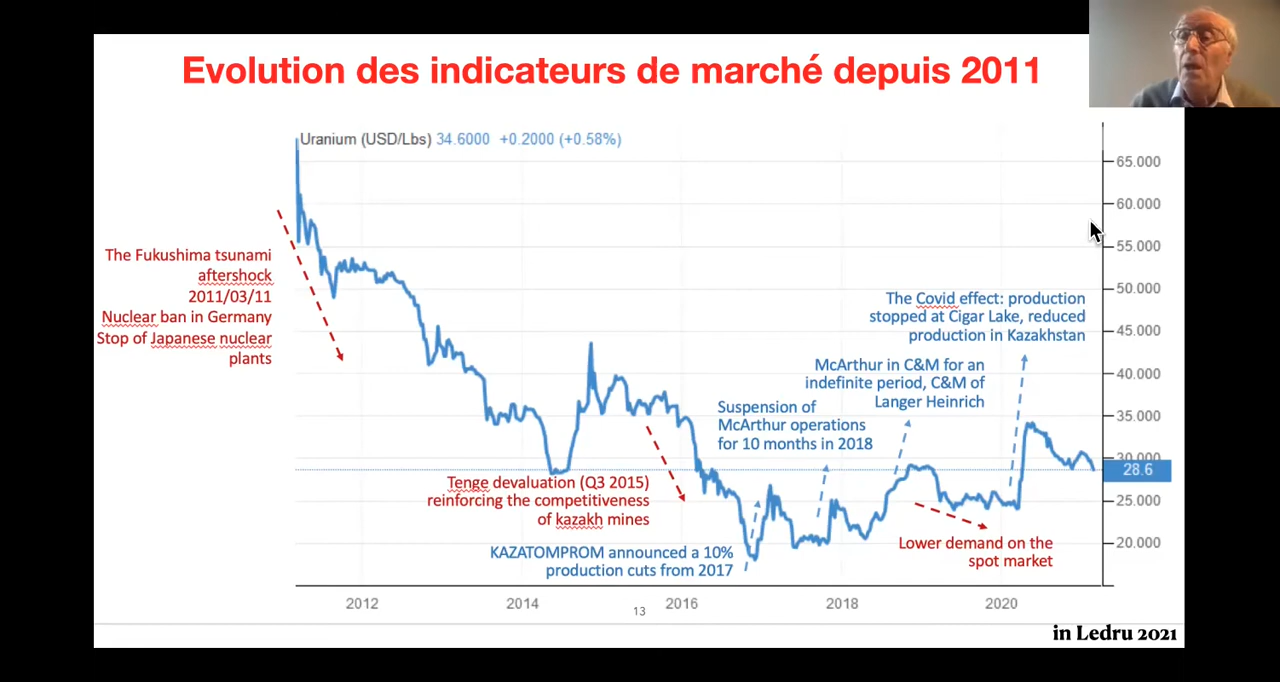 Evolution des indicateurs de marché depuis 2011
Uranium (USD/Lbs) 34.6000 +0.2000 (+0.58%)
65.000
60.000
55.000
50.000
45.000
40.000
35.000
30.000
28.6
25.000
20.000
The Fukushima tsunami
aftershock
2011/03/11
Nuclear ban in Germany
Stop of Japanese nuclear
plants
Tenge devaluation (Q3 2015)
reinforcing the competitiveness
of kazakh mines
KAZATOMPROM announced a 10%
production cuts from 2017
Suspension of
McArthur operations
for 10 months in 2018
McArthur in C&M for an
indefinite period, C&M of
Langer Heinrich
The Covid effect: production
stopped at Cigar Lake, reduced
production in Kazakhstan
Lower demand on the
spot market
2012 2014 2016 2018 2020
13
in Ledru 2021